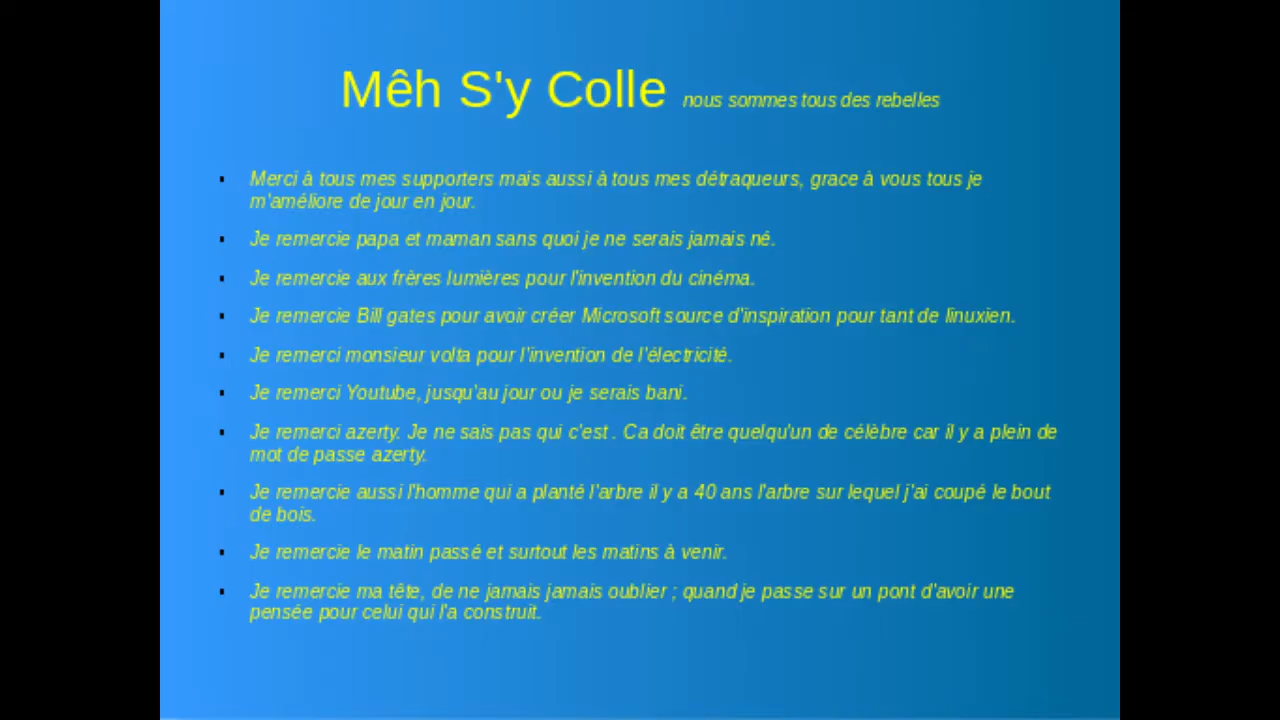 Mêh S'y Colle nous sommes tous des rebelles
Merci à tous mes supporters mais aussi à tous mes détraqueurs, grace à vous tous je
m'améliore de jour en jour.
Je remercie papa et maman sans quoi je ne serais jamais né.
Je remercie aux frères lumières pour l'invention du cinéma.
Je remercie Bill gates pour avoir créer Microsoft source d'inspiration pour tant de linuxien.
Je remerci monsieur volta pour l'invention de l'électricité.
Je remerci Youtube, jusqu'au jour ou je serais bani.
Je remerci azerty. Je ne sais pas qui c'est . Ca doit être quelqu'un de célèbre car il y a plein de
mot de passe azerty.
Je remercie aussi l'homme qui a planté l'arbre il y a 40 ans l'arbre sur lequel j'ai coupé le bout
de bois.
Je remercie le matin passé et surtout les matins à venir.
Je remercie ma tête, de ne jamais jamais oublier ; quand je passe sur un pont d'avoir une
pensée pour celui qui l'a construit.